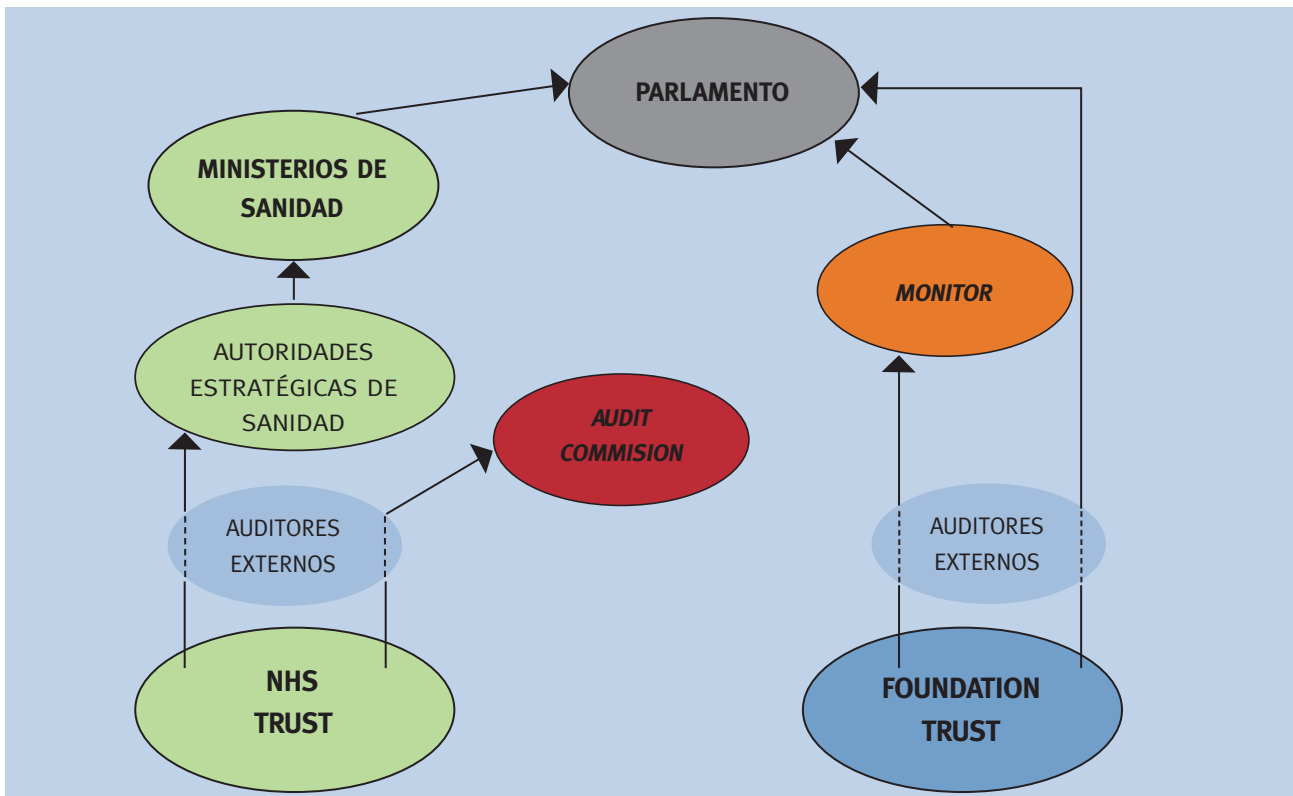 PARLAMENTO
MINISTERIOS DE
SANIDAD
MONITOR
AUTORIDADES
ESTRATÉGICAS DE
SANIDAD
AUDIT
COMMISION
AUDITORES
EXTERNOS
AUDITORES
EXTERNOS
NHS
TRUST
FOUNDATION
TRUST